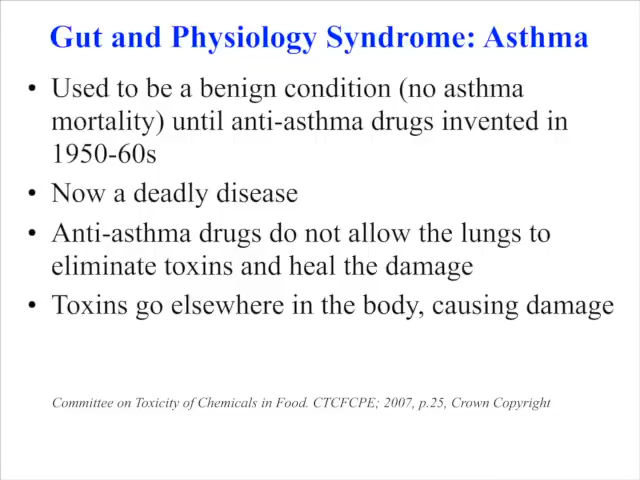 Gut and Physiology Syndrome: Asthma
• Used to be a benign condition (no asthma
mortality) until anti-asthma drugs invented in
1950-60s
• Now a deadly disease
• Anti-asthma drugs do not allow the lungs to
eliminate toxins and heal the damage
• Toxins go elsewhere in the body, causing damage
Committee on Toxicity of Chemicals in Food. CTCFCPE; 2007, p.25, Crown Copyright